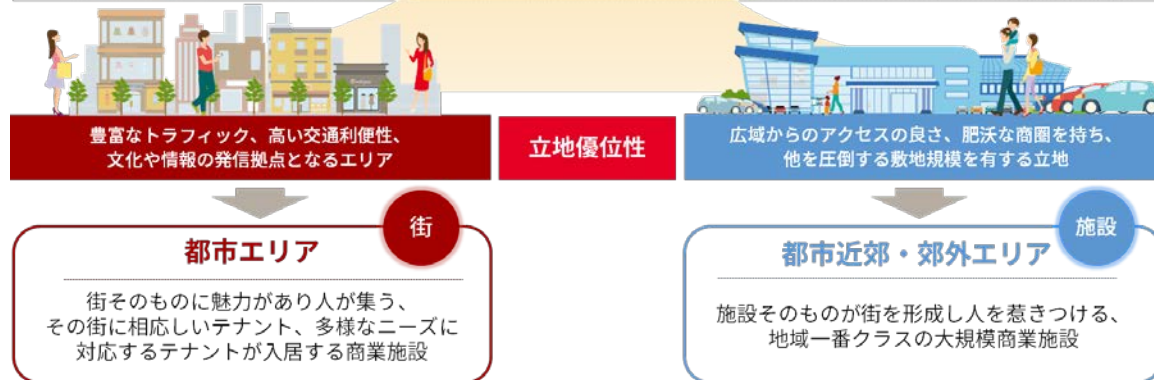 豊富なトラフィック、高い交通利便性、
文化や情報の発信拠点となるエリア
立地優位性
広域からのアクセスの良さ、肥沃な商圏を持ち、
他を圧倒する敷地規模を有する立地
街
都市エリア
街そのものに魅力があり人が集う、
その街に相応しいテナント、多様なニーズに
対応するテナントが入居する商業施設
施設
都市近郊・郊外エリア
施設そのものが街を形成し人を惹きつける、
地域一番クラスの大規模商業施設